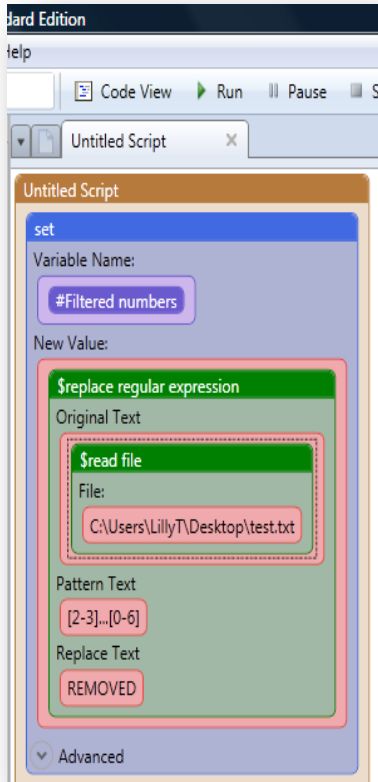 dard Edition
Help
Code View Run Pause S
Untitled Script
Untitled Script
set
Variable Name:
#Filtered numbers
New Value:
$replace regular expression
Original Text
$read file
File:
C:\Users\LillyT\Desktop\test.txt
Pattern Text
[2-3]...[0-6]
Replace Text
REMOVED
Advanced